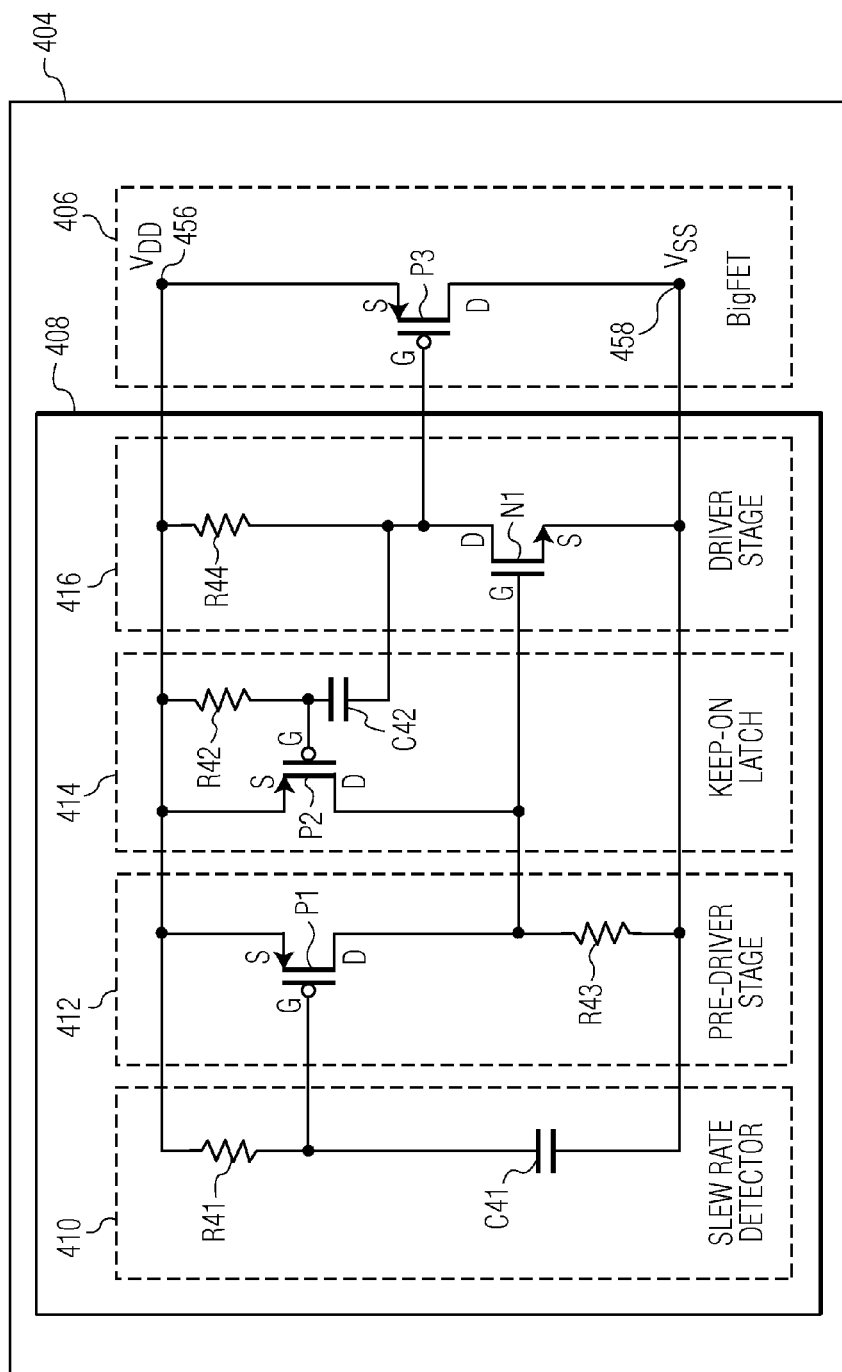 404
408
406
VDD
456
S
P3
G
D
458
VSS
BigFET
416
R44
D
N1
G
S
DRIVER
STAGE
414
R42
C42
G
S
P2
D
KEEP-ON
LATCH
412
S
P1
G
D
R43
PRE-DRIVER
STAGE
410
R41
C41
SLEW RATE
DETECTOR